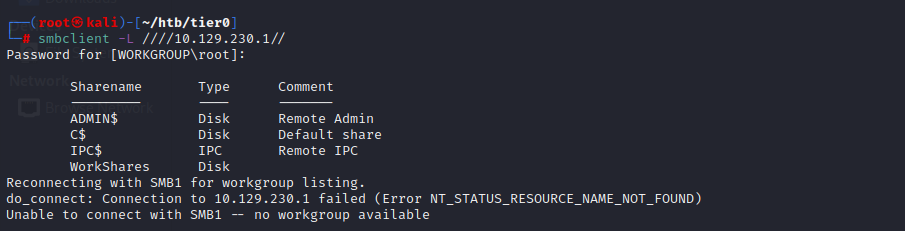 ┌──(root㉿kali)-[~/htb/tier0]
└─# smbclient -L ////10.129.230.1//
Password for [WORKGROUP\root]:
Sharename Type Comment
--------- ---- -------
ADMIN$ Disk Remote Admin
C$ Disk Default share
IPC$ IPC Remote IPC
WorkShares Disk
Reconnecting with SMB1 for workgroup listing.
do_connect: Connection to 10.129.230.1 failed (Error NT_STATUS_RESOURCE_NAME_NOT_FOUND)
Unable to connect with SMB1 -- no workgroup available